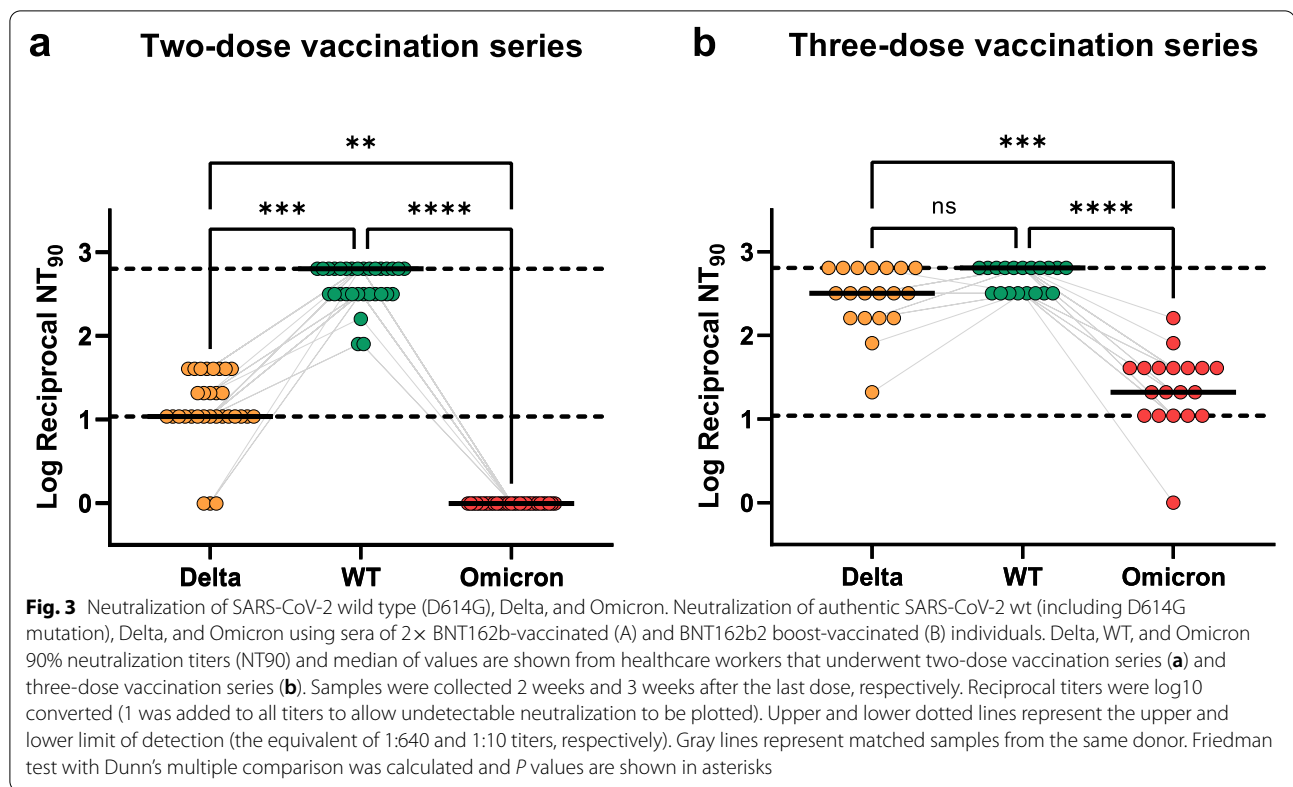 a Two-dose vaccination series
b Three-dose vaccination series
**
*** ****
***
ns ****
Log Reciprocal NT90
3
2
1
0
Delta WT Omicron
Log Reciprocal NT90
3
2
1
0
Delta WT Omicron
Fig. 3 Neutralization of SARS-CoV-2 wild type (D614G), Delta, and Omicron. Neutralization of authentic SARS-CoV-2 wt (including D614G
mutation), Delta, and Omicron using sera of 2× BNT162b-vaccinated (A) and BNT162b2 boost-vaccinated (B) individuals. Delta, WT, and Omicron
90% neutralization titers (NT90) and median of values are shown from healthcare workers that underwent two-dose vaccination series (a) and
three-dose vaccination series (b). Samples were collected 2 weeks and 3 weeks after the last dose, respectively. Reciprocal titers were log10
converted (1 was added to all titers to allow undetectable neutralization to be plotted). Upper and lower dotted lines represent the upper and
lower limit of detection (the equivalent of 1:640 and 1:10 titers, respectively). Gray lines represent matched samples from the same donor. Friedman
test with Dunn's multiple comparison was calculated and P values are shown in asterisks